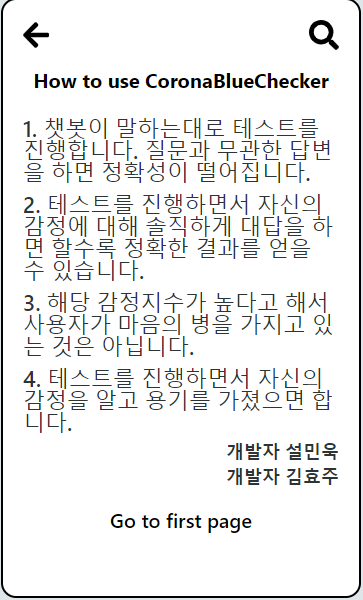 How to use CoronaBlueChecker
1. 챗봇이 말하는대로 테스트를
진행합니다. 질문과 무관한 답변
을 하면 정확성이 떨어집니다.
2. 테스트를 진행하면서 자신의
감정에 대해 솔직하게 대답을 하
면 할수록 정확한 결과를 얻을
수 있습니다.
3. 해당 감정지수가 높다고 해서
사용자가 마음의 병을 가지고 있
는 것은 아닙니다.
4. 테스트를 진행하면서 자신의
감정을 알고 용기를 가졌으면 합
니다.
개발자 설민욱
개발자 김효주
Go to first page